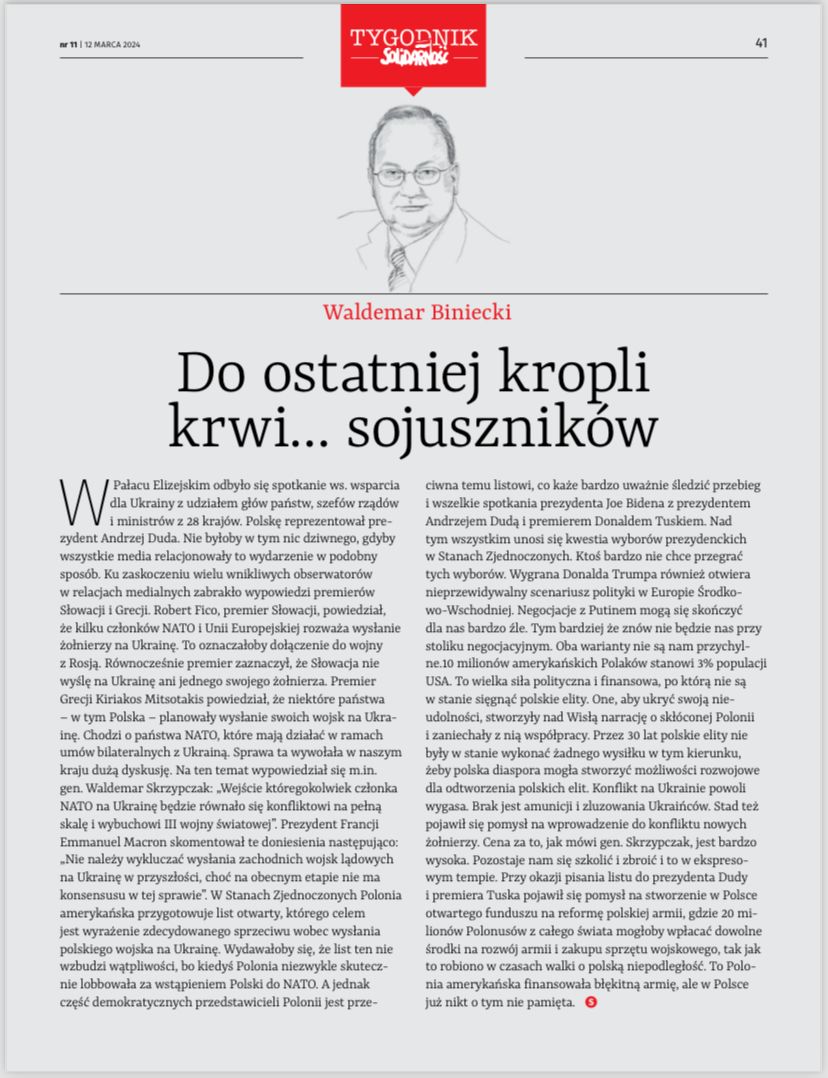 nr 11 | 12 MARCA 2024
TYGODNIK
SOLIDARNOŚĆ
41
Waldemar Biniecki
Do ostatniej kropli
krwi... sojuszników
W Pałacu Elizejskim odbyło się spotkanie ws. wsparcia
dla Ukrainy z udziałem głów państw, szefów rządów
i ministrów z 28 krajów. Polskę reprezentował pre-
zydent Andrzej Duda. Nie byłoby w tym nic dziwnego, gdyby
wszystkie media relacjonowały to wydarzenie w podobny
sposób. Ku zaskoczeniu wielu wnikliwych obserwatorów
w relacjach medialnych zabrakło wypowiedzi premierów
Słowacji i Grecji. Robert Fico, premier Słowacji, powiedział,
że kilku członków NATO i Unii Europejskiej rozważa wysłanie
żołnierzy na Ukrainę. To oznaczałoby dołączenie do wojny
z Rosją. Równocześnie premier zaznaczył, że Słowacja nie
wyślę na Ukrainę ani jednego swojego żołnierza. Premier
Grecji Kiriakos Mitsotakis powiedział, że niektóre państwa
– w tym Polska – planowały wysłanie swoich wojsk na Ukra-
inę. Chodzi o państwa NATO, które mają działać w ramach
umów bilateralnych z Ukrainą. Sprawa ta wywołała w naszym
kraju dużą dyskusję. Na ten temat wypowiedział się m.in.
gen. Waldemar Skrzypczak: „Wejście któregokolwiek członka
NATO na Ukrainę będzie równało się konfliktowi na pełną
skalę i wybuchowi III wojny światowej”. Prezydent Francji
Emmanuel Macron skomentował te doniesienia następująco:
„Nie należy wykluczać wysłania zachodnich wojsk lądowych
na Ukrainę w przyszłości, choć na obecnym etapie nie ma
konsensusu w tej sprawie”. W Stanach Zjednoczonych Polonia
amerykańska przygotowuje list otwarty, którego celem
jest wyrażenie zdecydowanego sprzeciwu wobec wysłania
polskiego wojska na Ukrainę. Wydawałoby się, że list ten nie
wzbudzi wątpliwości, bo kiedyś Polonia niezwykle skutecz-
nie lobbowała za wstąpieniem Polski do NATO. A jednak
część demokratycznych przedstawicieli Polonii jest prze-
ciwna temu listowi, co każe bardzo uważnie śledzić przebieg
i wszelkie spotkania prezydenta Joe Bidena z prezydentem
Andrzejem Dudą i premierem Donaldem Tuskiem. Nad
tym wszystkim unosi się kwestia wyborów prezydenckich
w Stanach Zjednoczonych. Ktoś bardzo nie chce przegrać
tych wyborów. Wygrana Donalda Trumpa również otwiera
nieprzewidywalny scenariusz polityki w Europie Środko-
wo-Wschodniej. Negocjacje z Putinem mogą się skończyć
dla nas bardzo źle. Tym bardziej że znów nie będzie nas przy
stoliku negocjacyjnym. Oba warianty nie są nam przychyl-
ne.10 milionów amerykańskich Polaków stanowi 3% populacji
USA. To wielka siła polityczna i finansowa, po którą nie są
w stanie sięgnąć polskie elity. One, aby ukryć swoją nie-
udolności, stworzyły nad Wisłą narrację o skłóconej Polonii
i zaniechały z nią współpracy. Przez 30 lat polskie elity nie
były w stanie wykonać żadnego wysiłku w tym kierunku,
żeby polska diaspora mogła stworzyć możliwości rozwojowe
dla odtworzenia polskich elit. Konflikt na Ukrainie powoli
wygasa. Brak jest amunicji i zluzowania Ukraińców. Stad też
pojawił się pomysł na wprowadzenie do konfliktu nowych
żołnierzy. Cena za to, jak mówi gen. Skrzypczak, jest bardzo
wysoka. Pozostaje nam się szkolić i zbroić i to w ekspreso-
wym tempie. Przy okazji pisania listu do prezydenta Dudy
i premiera Tuska pojawił się pomysł na stworzenie w Polsce
otwartego funduszu na reformę polskiej armii, gdzie 20 mi-
lionów Polonusów z całego świata mogłoby wpłacać dowolne
środki na rozwój armii i zakupu sprzętu wojskowego, tak jak
to robiono w czasach walki o polską niepodległość. To Polo-
nia amerykańska finansowała błękitną armię, ale w Polsce
już nikt o tym nie pamięta. S